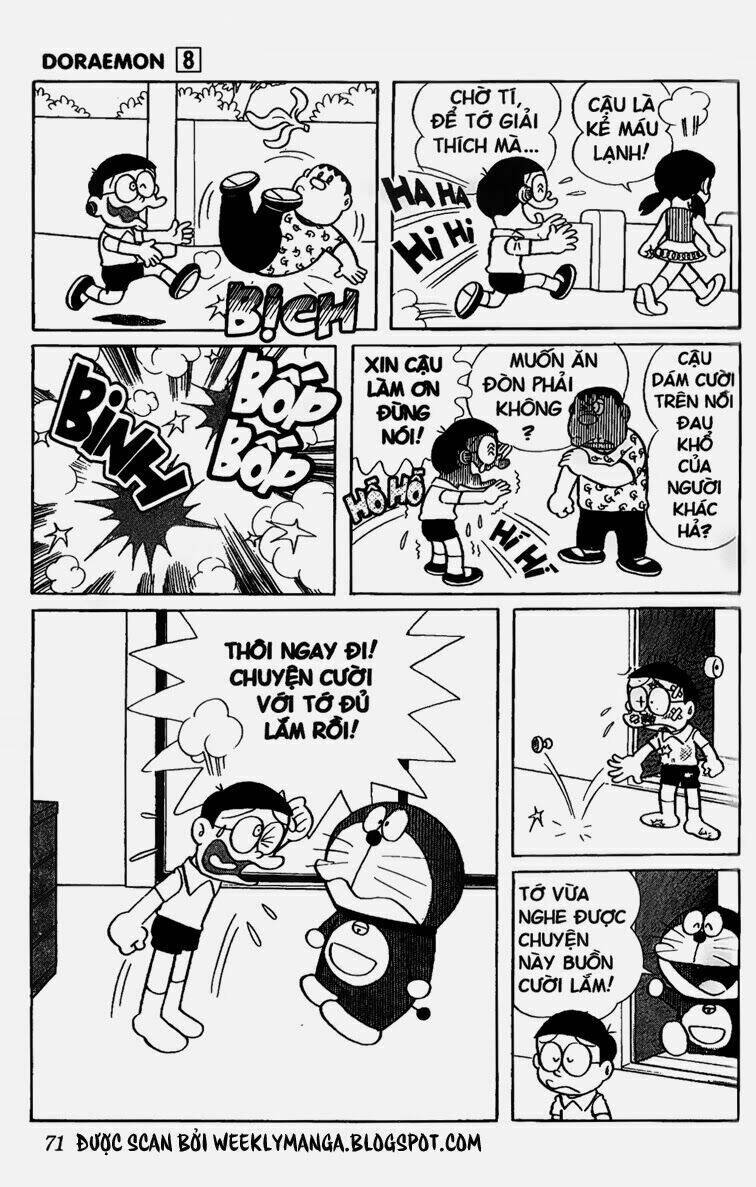 DORAEMON 8
BỊCH
CHỜ TÍ,
ĐỂ TỚ GIẢI
THÍCH MÀ...
CẬU LÀ
KẺ MÁU
LẠNH!
HA HA
Hi Hi
BINH
BỐP
BỐP
XIN CẬU
LÀM ƠN
ĐỪNG
NÓI!
HÔ HÔ
HÍ Hi
MUỐN ĂN
ĐÒN PHẢI
KHÔNG
?
CẬU
DÁM CƯỜI
TRÊN NỖI
ĐAU
KHỔ
CỦA
NGƯỜI
KHÁC
HẢ?
THÔI NGAY ĐI!
CHUYỆN CƯỜI
VỚI TỚ ĐỦ
LẮM RỒI!
TỚ VỪA
NGHE ĐƯỢC
CHUYỆN
NÀY BUỒN
CƯỜI LẮM!
71 ĐƯỢC SCAN BỞI WEEKLYMANGA.BLOGSPOT.COM